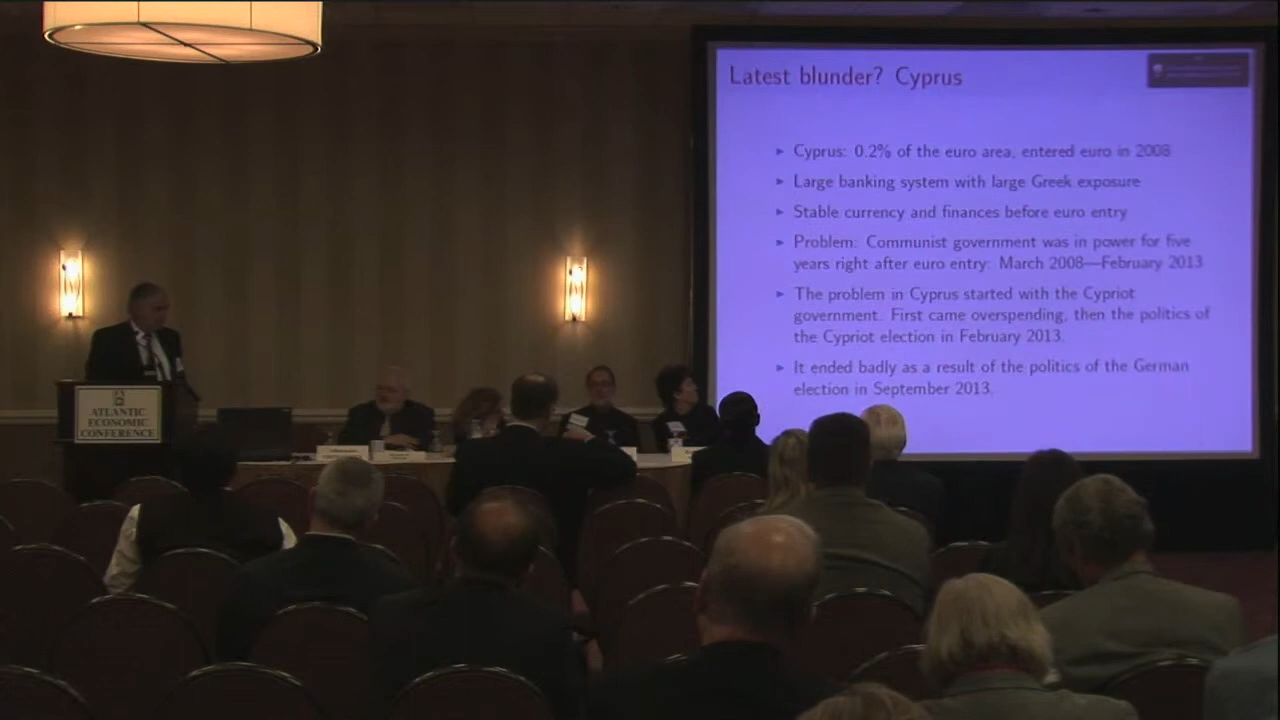 Latest blunder? Cyprus
► Cyprus: 0.2% of the euro area, entered euro in 2008
► Large banking system with large Greek exposure
► Stable currency and finances before euro entry
► Problem: Communist government was in power for five
years right after euro entry: March 2008—February 2013
► The problem in Cyprus started with the Cypriot
government. First came overspending, then the politics of
the Cypriot election in February 2013.
► It ended badly as a result of the politics of the German
election in September 2013.
ATLANTIC
ECONOMIC
CONFERENCE